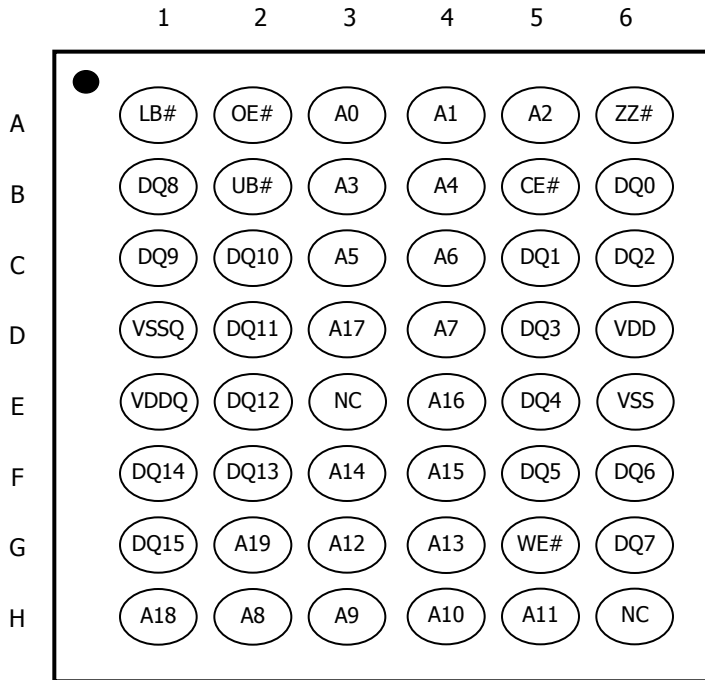 1 2 3 4 5 6
A LB# OE# A0 A1 A2 ZZ#
B DQ8 UB# A3 A4 CE# DQ0
C DQ9 DQ10 A5 A6 DQ1 DQ2
D VSSQ DQ11 A17 A7 DQ3 VDD
E VDDQ DQ12 NC A16 DQ4 VSS
F DQ14 DQ13 A14 A15 DQ5 DQ6
G DQ15 A19 A12 A13 WE# DQ7
H A18 A8 A9 A10 A11 NC